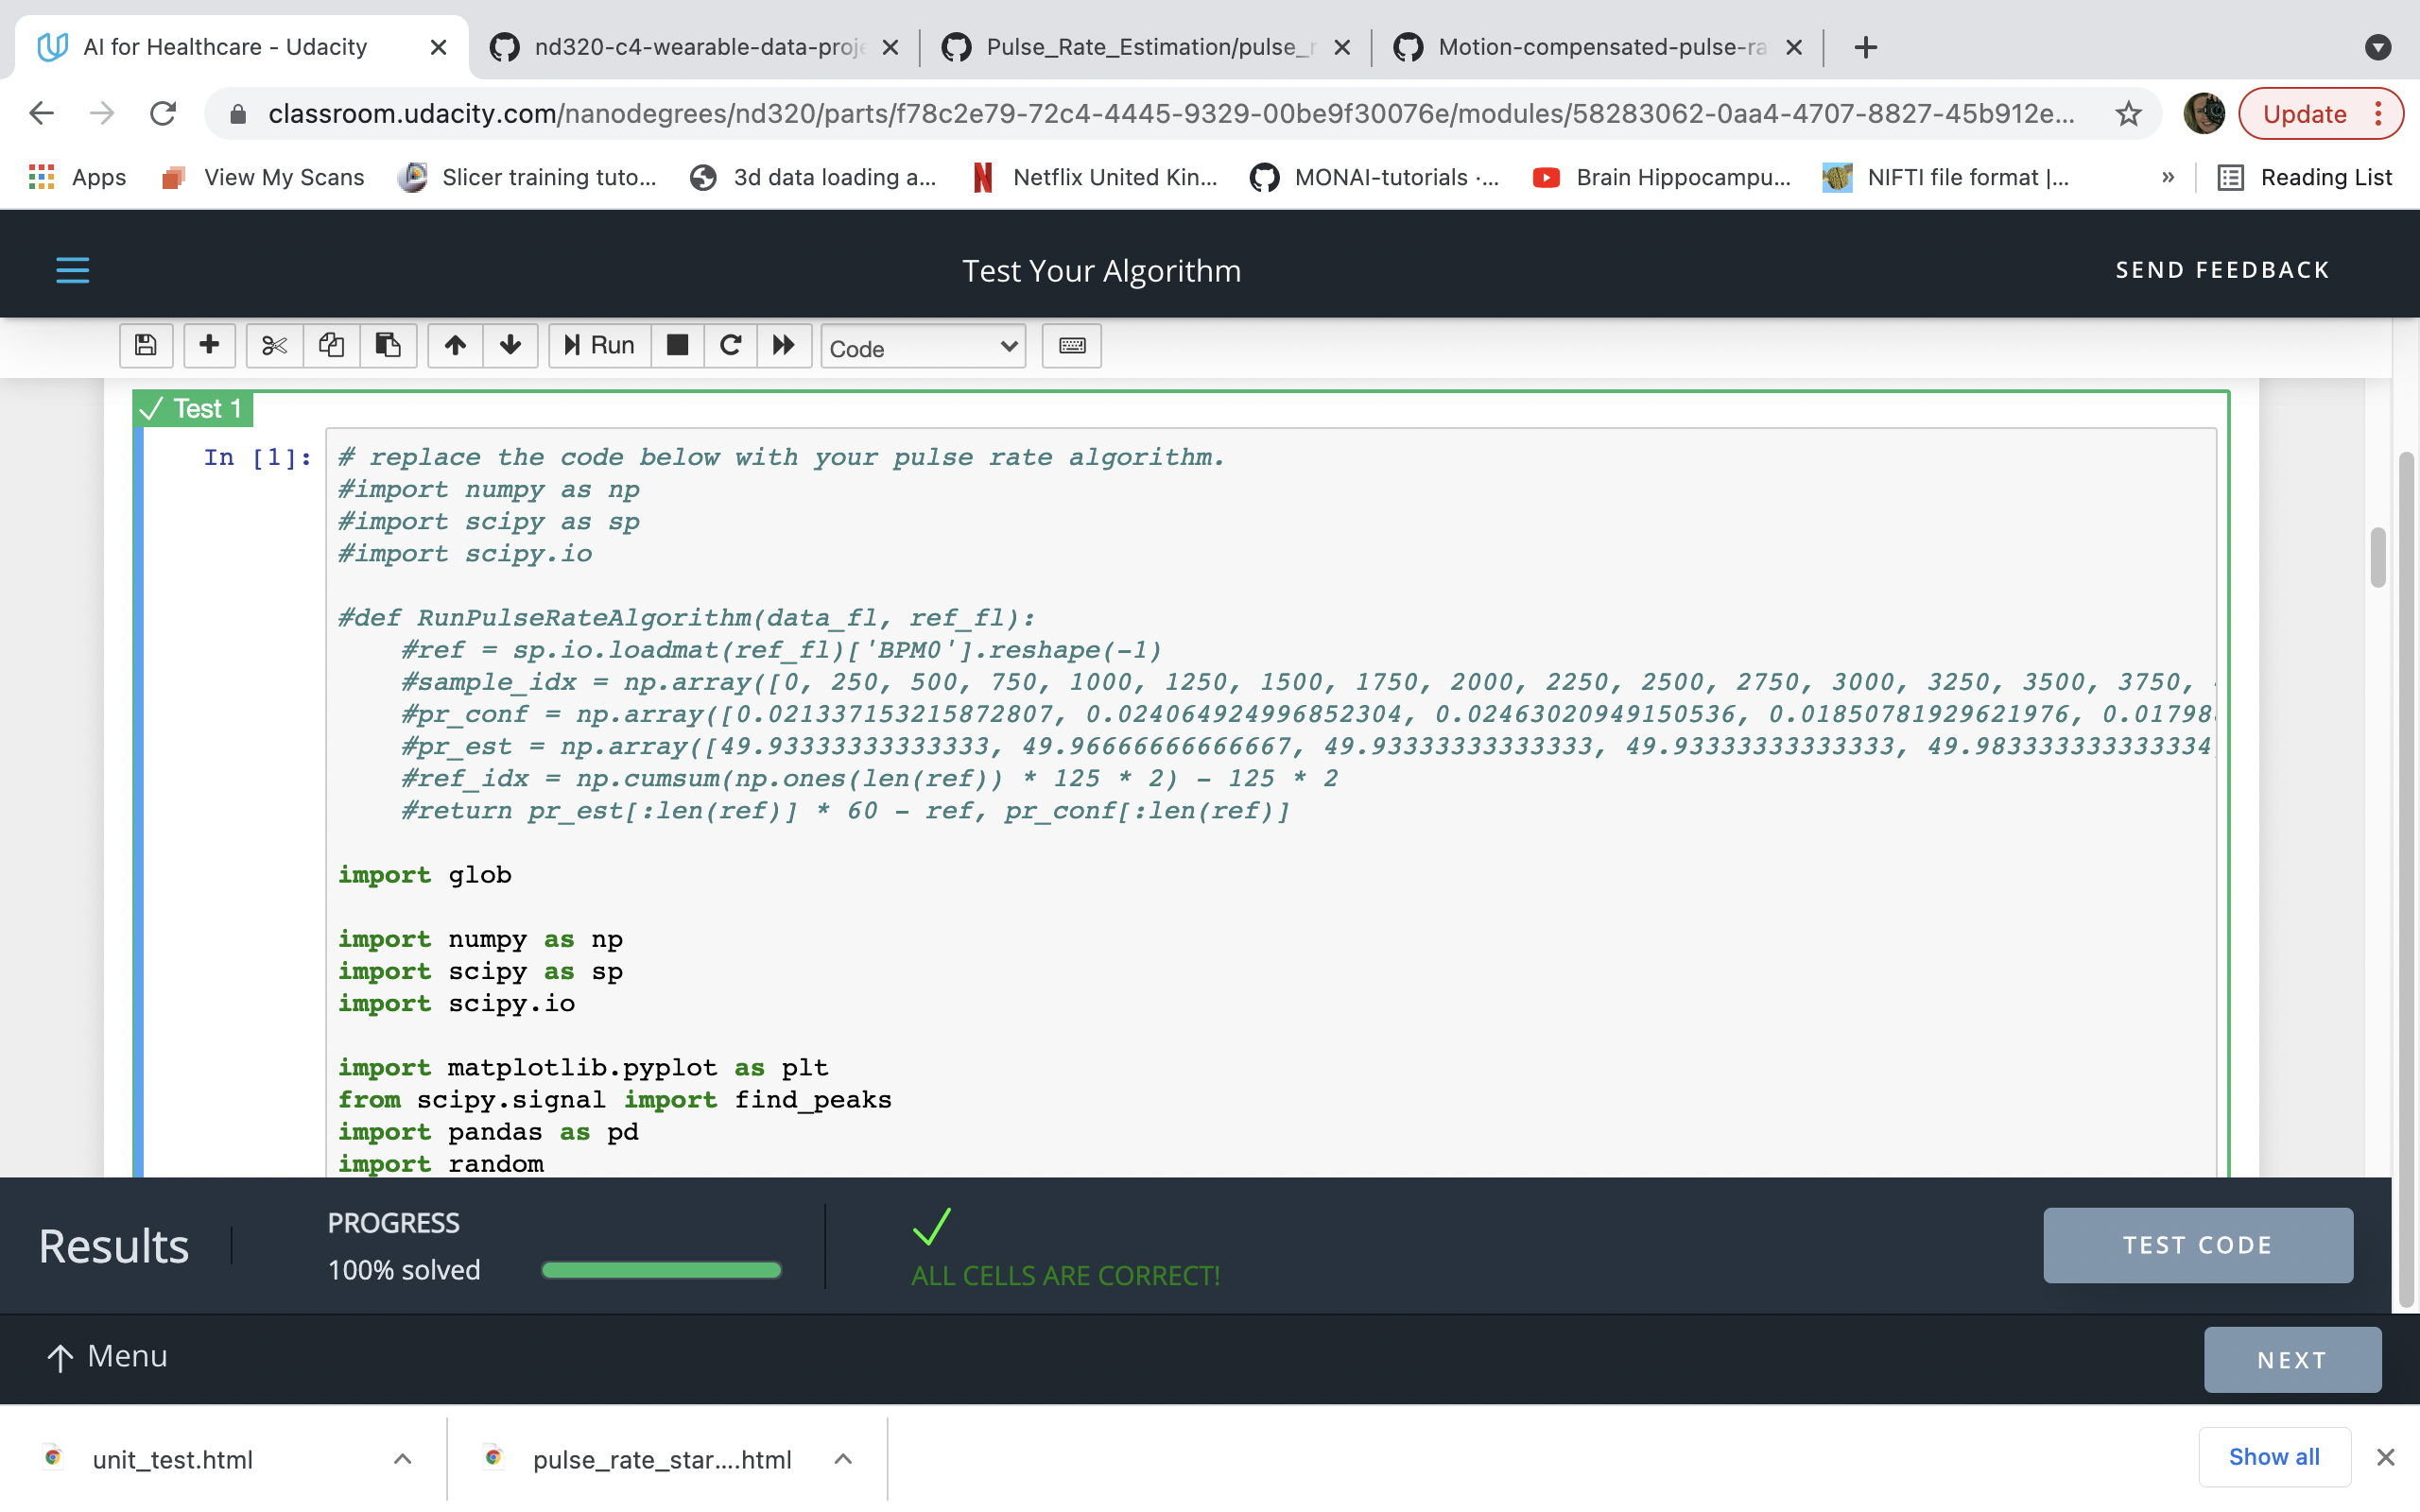 AI for Healthcare - Udacity
nd320-c4-wearable-data-proje
Pulse_Rate_Estimation/pulse_r
Motion-compensated-pulse-ra
classroom.udacity.com/nanodegrees/nd320/parts/f78c2e79-72c4-4445-9329-00be9f30076e/modules/58283062-0aa4-4707-8827-45b912e...
Update
Apps
View My Scans
Slicer training tuto...
3d data loading a...
Netflix United Kin...
MONAI-tutorials ·...
Brain Hippocampu...
NIFTI file format |...
»
Reading List
Test Your Algorithm
SEND FEEDBACK
Run
Code
Test 1
In [1]:
# replace the code below with your pulse rate algorithm.
#import numpy as np
#import scipy as sp
#import scipy.io
#def RunPulseRateAlgorithm(data_fl, ref_fl):
#ref = sp.io.loadmat(ref_fl)['BPM0'].reshape(-1)
#sample_idx = np.array([0, 250, 500, 750, 1000, 1250, 1500, 1750, 2000, 2250, 2500, 2750, 3000, 3250, 3500, 3750,
#pr_conf = np.array([0.021337153215872807, 0.024064924996852304, 0.02463020949150536, 0.01850781929621976, 0.01798
#pr_est = np.array([49.93333333333333, 49.96666666666667, 49.93333333333333, 49.93333333333333, 49.983333333333334
#ref_idx = np.cumsum(np.ones(len(ref)) * 125 * 2) - 125 * 2
#return pr_est[:len(ref)] * 60 - ref, pr_conf[:len(ref)]
import glob
import numpy as np
import scipy as sp
import scipy.io
import matplotlib.pyplot as plt
from scipy.signal import find_peaks
import pandas as pd
import random
Results
PROGRESS
100% solved
ALL CELLS ARE CORRECT!
TEST CODE
Menu
NEXT
unit_test.html
pulse_rate_star....html
Show all